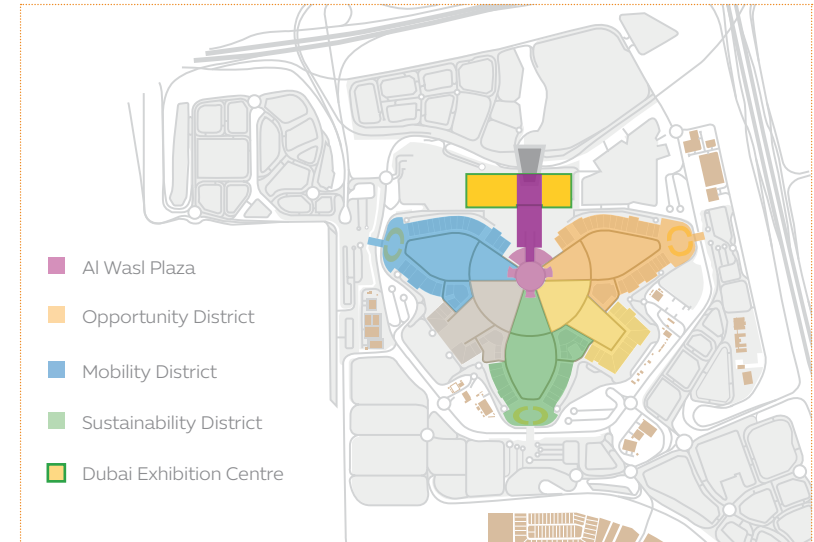 Al Wasl Plaza
Opportunity District
Mobility District
Sustainability District
Dubai Exhibition Centre